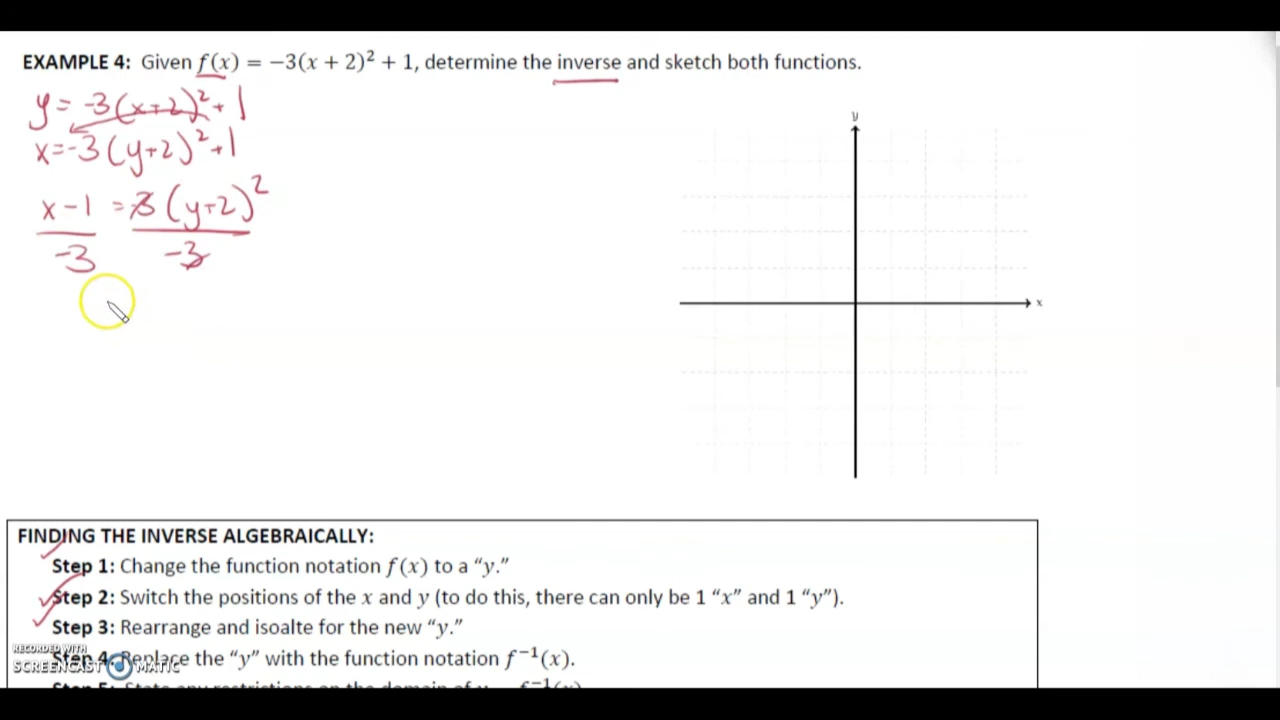 EXAMPLE 4: Given f(x) = −3(x + 2)² + 1, determine the inverse and sketch both functions.
y = -3(x+2)² + 1
x = -3(y+2)² + 1
x - 1 = -3(y+2)²
-3 -3
y
x
FINDING THE INVERSE ALGEBRAICALLY:
Step 1: Change the function notation f(x) to a “y.”
Step 2: Switch the positions of the x and y (to do this, there can only be 1 “x” and 1 “y”).
Step 3: Rearrange and isoalte for the new “y.”
Step 4: Replace the “y” with the function notation f⁻¹(x).
RECORDED WITH
SCREENCAST MATIC